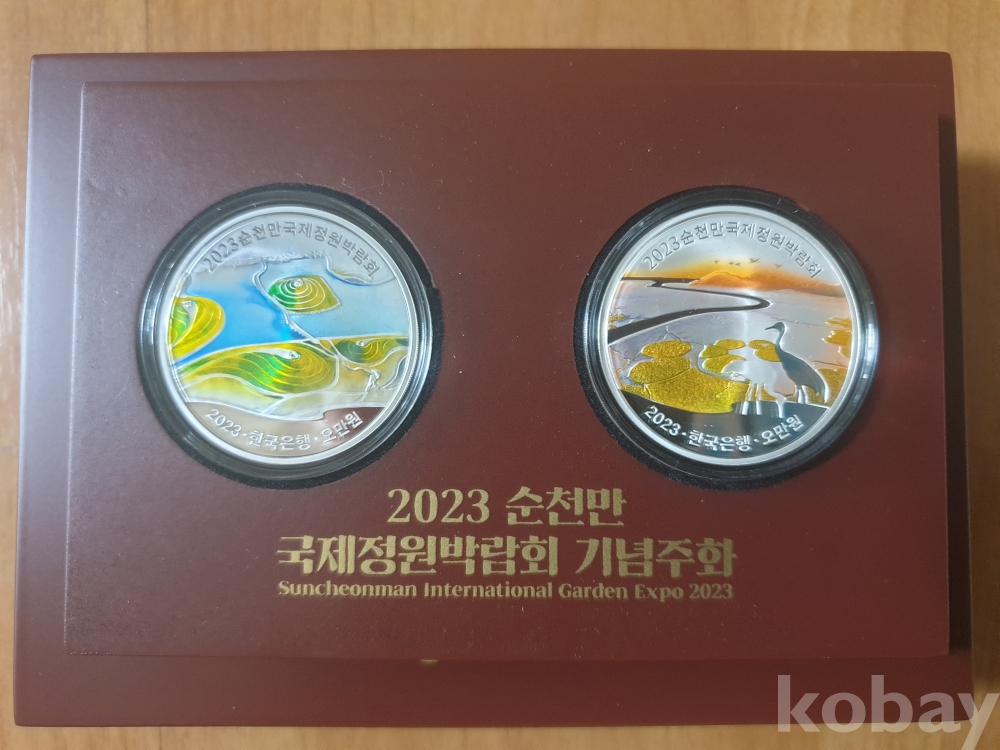 2023순천만국제정원박람회
2023·한국은행·오만원
2023순천만국제정원박람회
2023·한국은행·오만원
2023 순천만
국제정원박람회 기념주화
Suncheonman International Garden Expo 2023
kobay